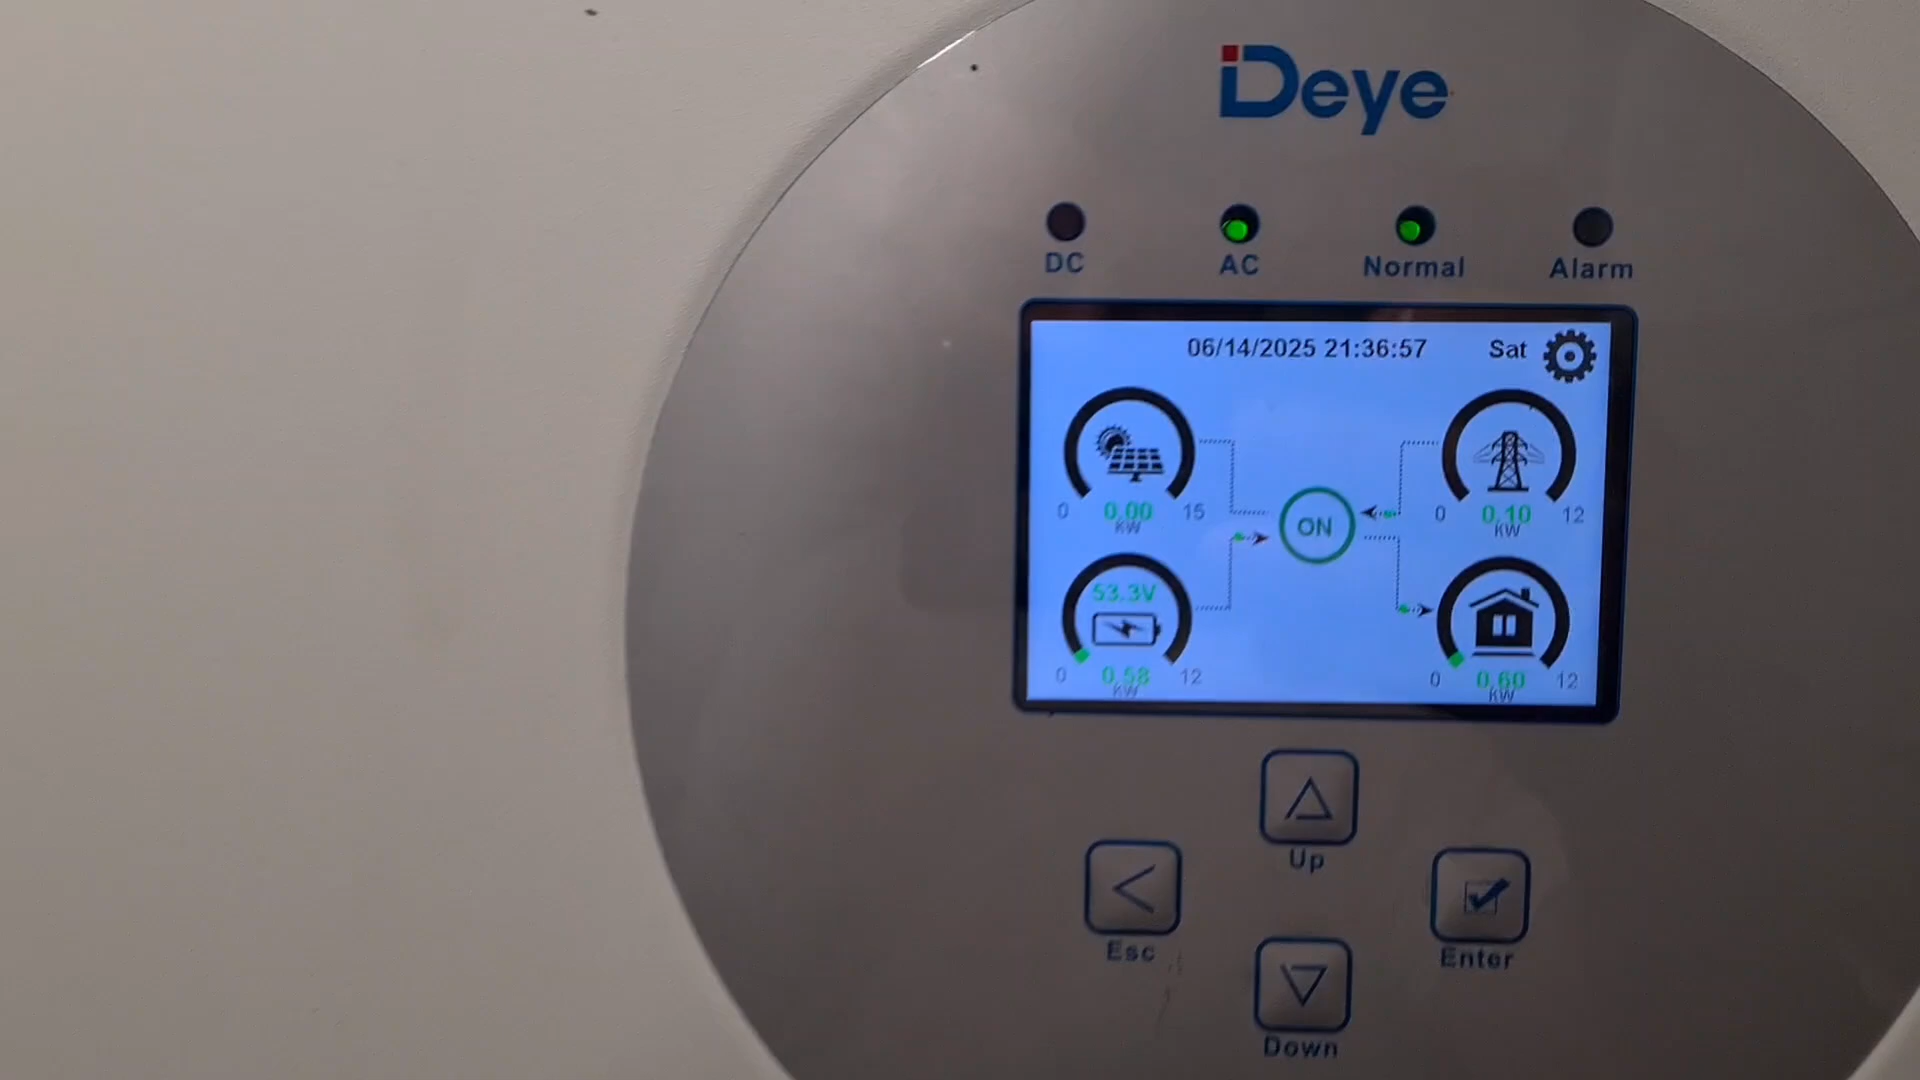 Deye
DC AC Normal Alarm
06/14/2025 21:36:57 Sat
0 0.00 15 0 0.10 12
kW kW
ON
53.3V
0 0.58 12 0 0.60 12
kW kW
Up
Esc Enter
Down